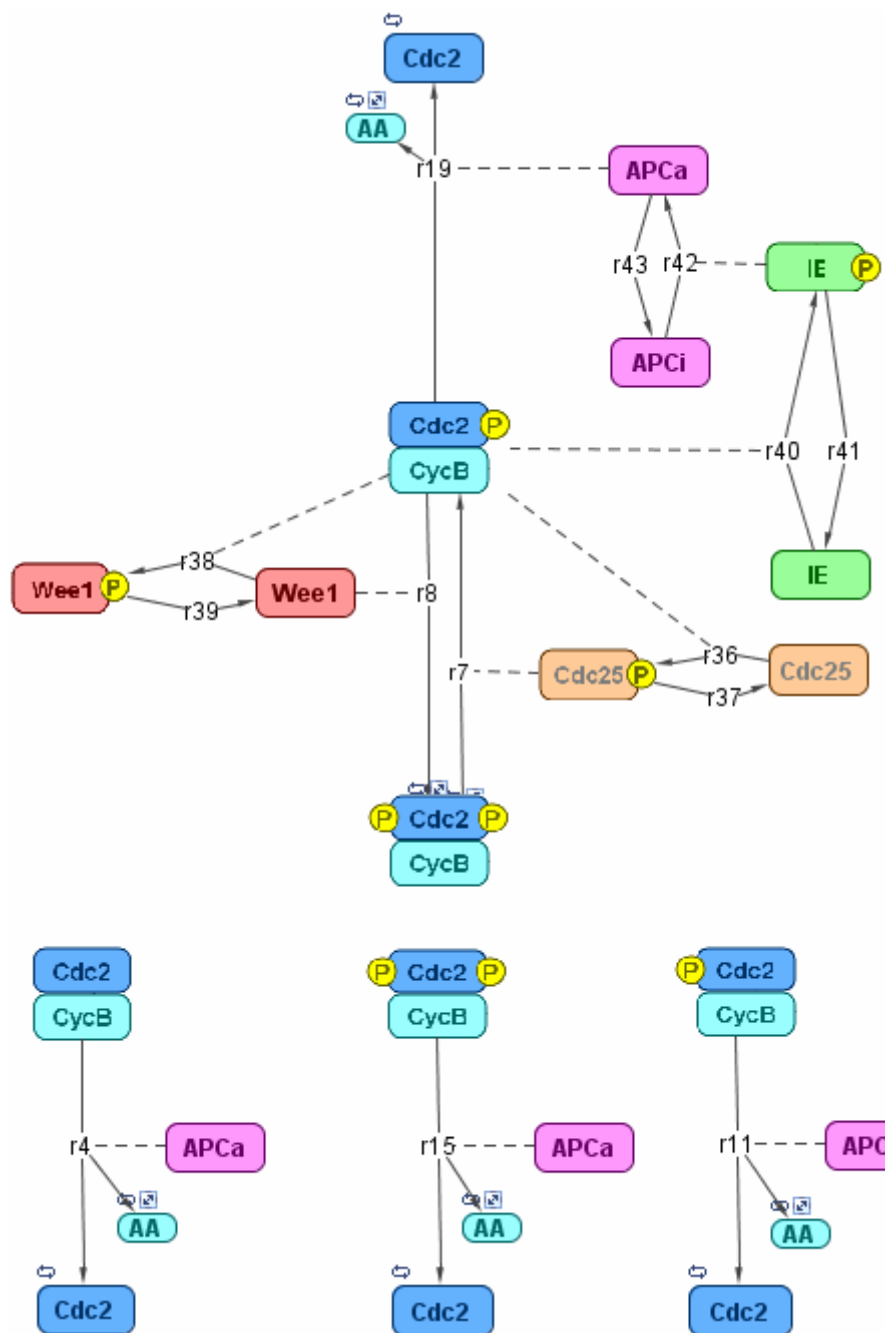 Cdc2
AA
r19
APCa
r43
r42
IE
P
APCi
Cdc2
P
CycB
r40
r41
r38
Wee1
P
Wee1
r8
r39
IE
r7
r36
Cdc25
P
Cdc25
r37
P
Cdc2
P
CycB
Cdc2
P
Cdc2
P
P
Cdc2
CycB
CycB
CycB
r4
APCa
r15
APCa
r11
APC
AA
AA
AA
Cdc2
Cdc2
Cdc2